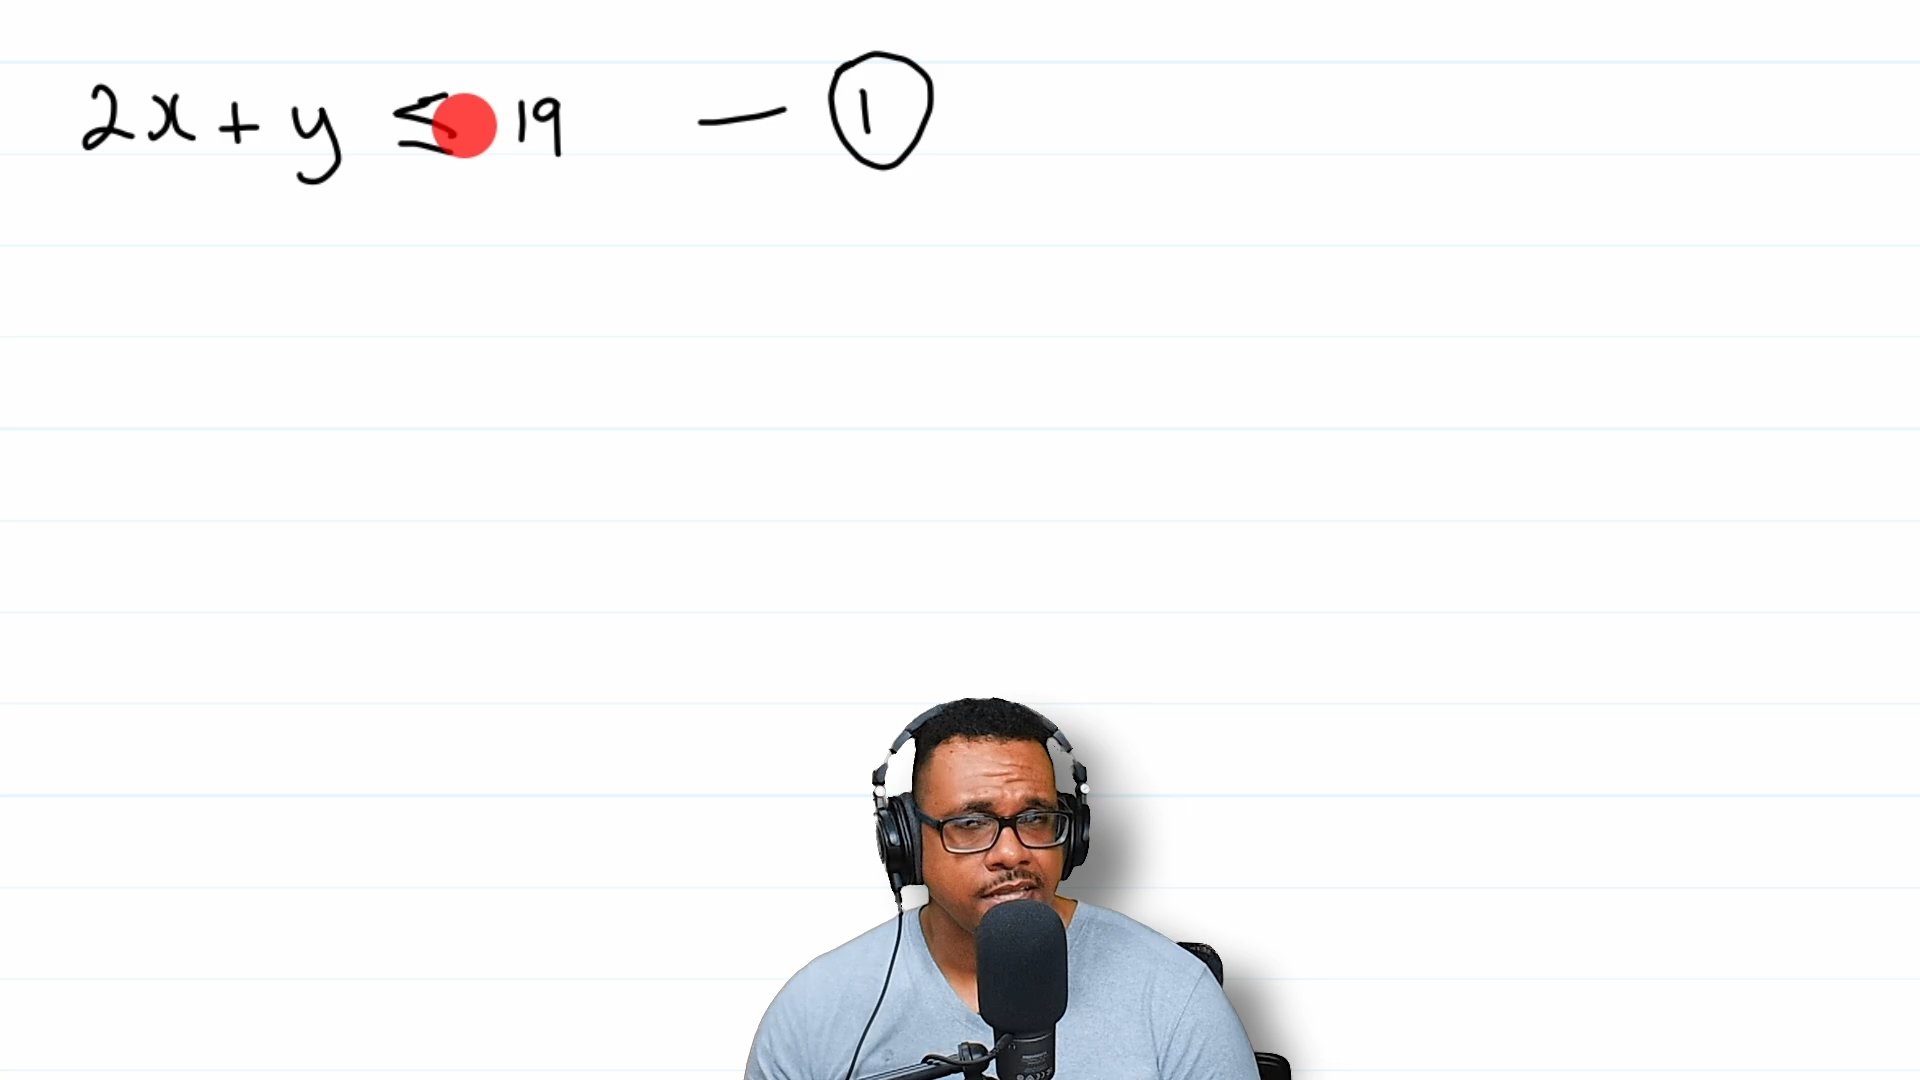 2x + y ≤ 19 — ①